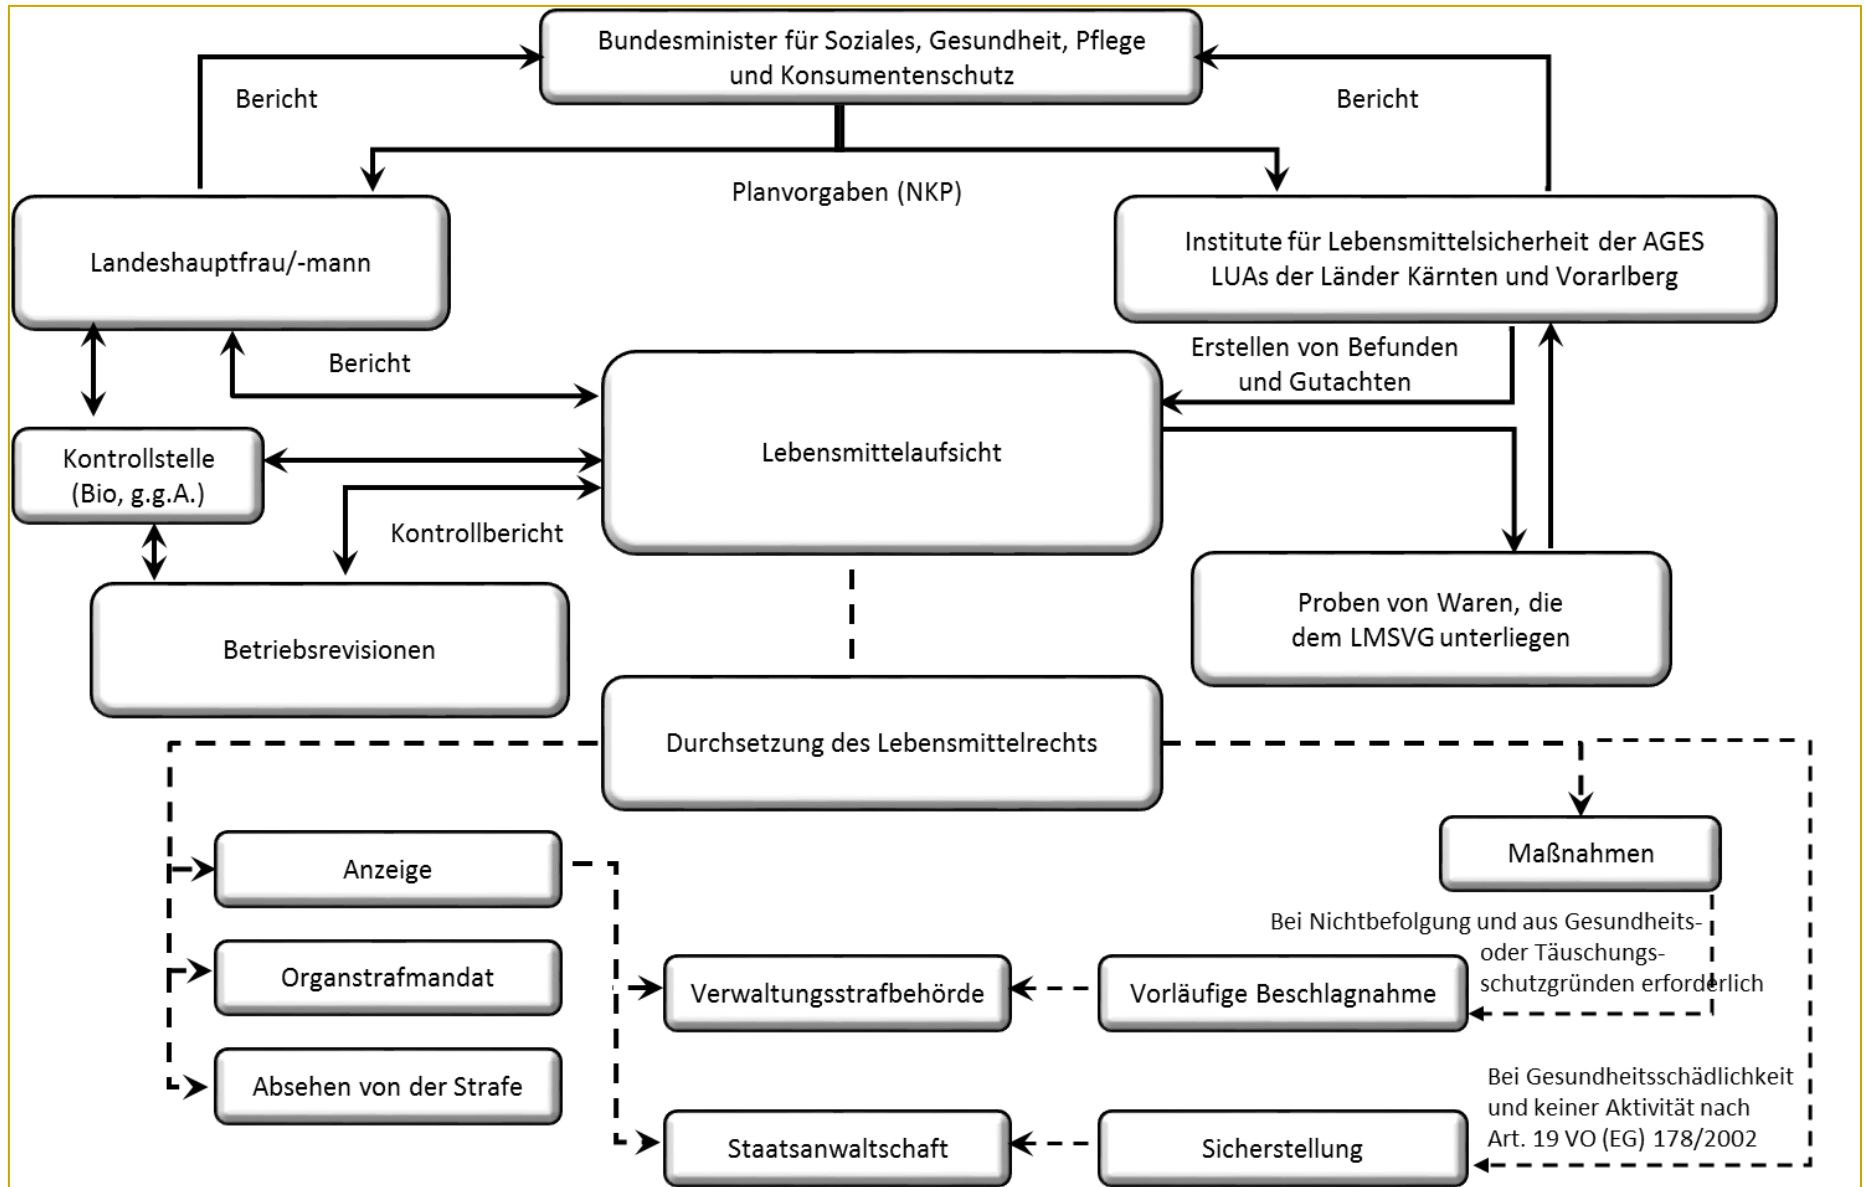 Bundesminister für Soziales, Gesundheit, Pflege
und Konsumentenschutz
Bericht
Bericht
Planvorgaben (NKP)
Landeshauptfrau/-mann
Institute für Lebensmittelsicherheit der AGES
LUAs der Länder Kärnten und Vorarlberg
Bericht
Erstellen von Befunden
und Gutachten
Lebensmittelaufsicht
Kontrollstelle
(Bio, g.g.A.)
Kontrollbericht
Betriebsrevisionen
Proben von Waren, die
dem LMSVG unterliegen
Durchsetzung des Lebensmittelrechts
Anzeige
Maßnahmen
Bei Nichtbefolgung und aus Gesundheits-
oder Täuschungs-
schutzgründen erforderlich
Organstrafmandat
Verwaltungsstrafbehörde
Vorläufige Beschlagnahme
Absehen von der Strafe
Bei Gesundheitsschädlichkeit
und keiner Aktivität nach
Art. 19 VO (EG) 178/2002
Staatsanwaltschaft
Sicherstellung